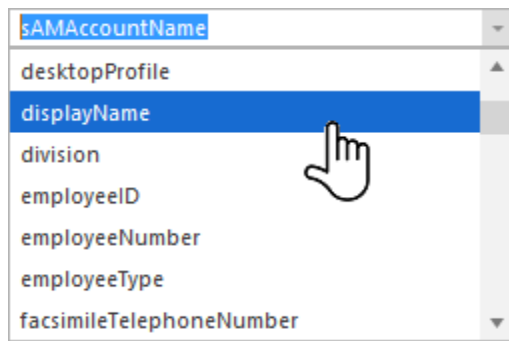 sAMAccountName
desktopProfile
displayName
division
employeeID
employeeNumber
employeeType
facsimileTelephoneNumber